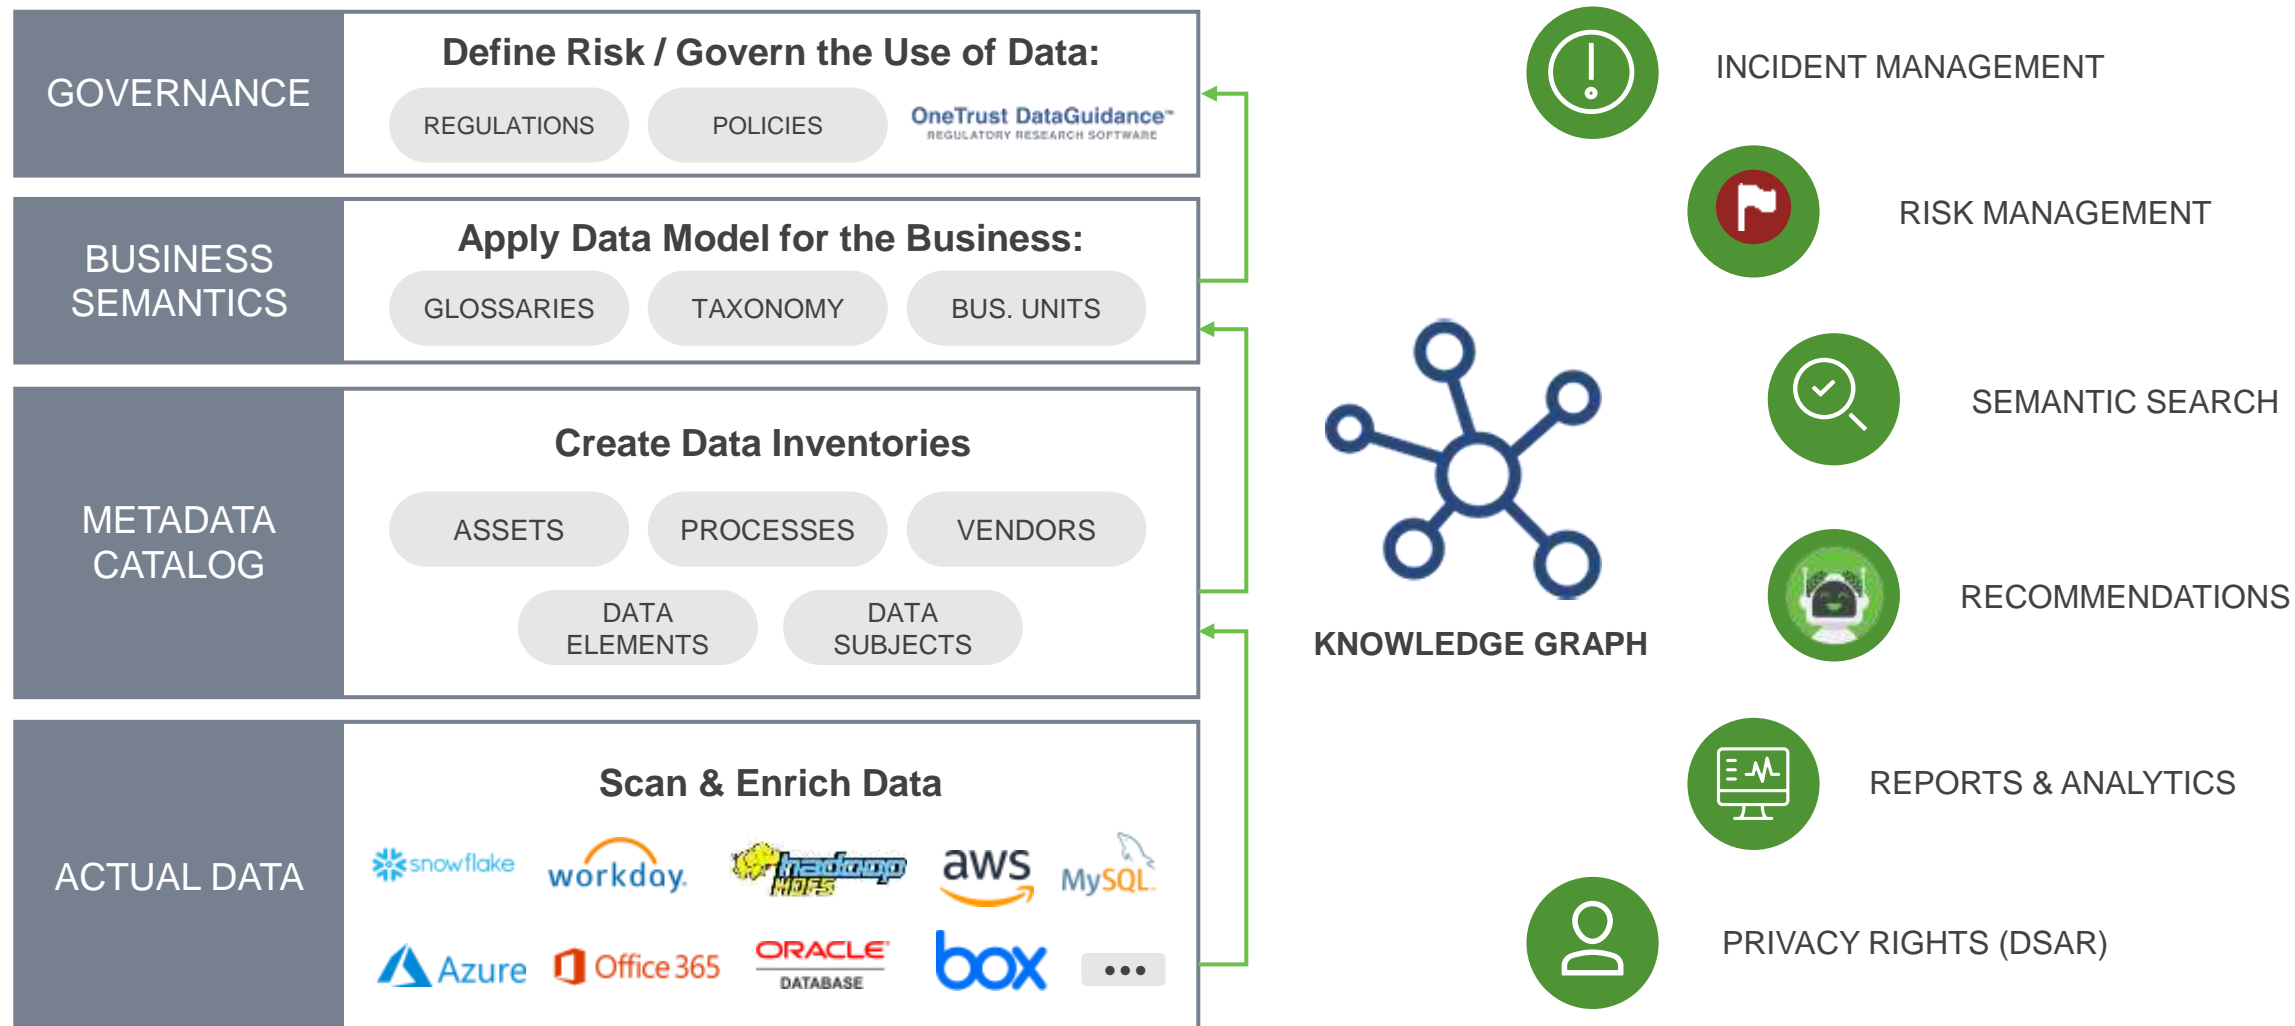 GOVERNANCE
Define Risk / Govern the Use of Data:
REGULATIONS
POLICIES
OneTrust DataGuidance™
REGULATORY RESEARCH SOFTWARE
BUSINESS
SEMANTICS
Apply Data Model for the Business:
GLOSSARIES
TAXONOMY
BUS. UNITS
METADATA
CATALOG
Create Data Inventories
ASSETS
PROCESSES
VENDORS
DATA
ELEMENTS
DATA
SUBJECTS
ACTUAL DATA
Scan & Enrich Data
snowflake
workday.
hadoop
HDFS
aws
MySQL™
Azure
Office 365
ORACLE®
DATABASE
box
•••
KNOWLEDGE GRAPH
INCIDENT MANAGEMENT
RISK MANAGEMENT
SEMANTIC SEARCH
RECOMMENDATIONS
REPORTS & ANALYTICS
PRIVACY RIGHTS (DSAR)